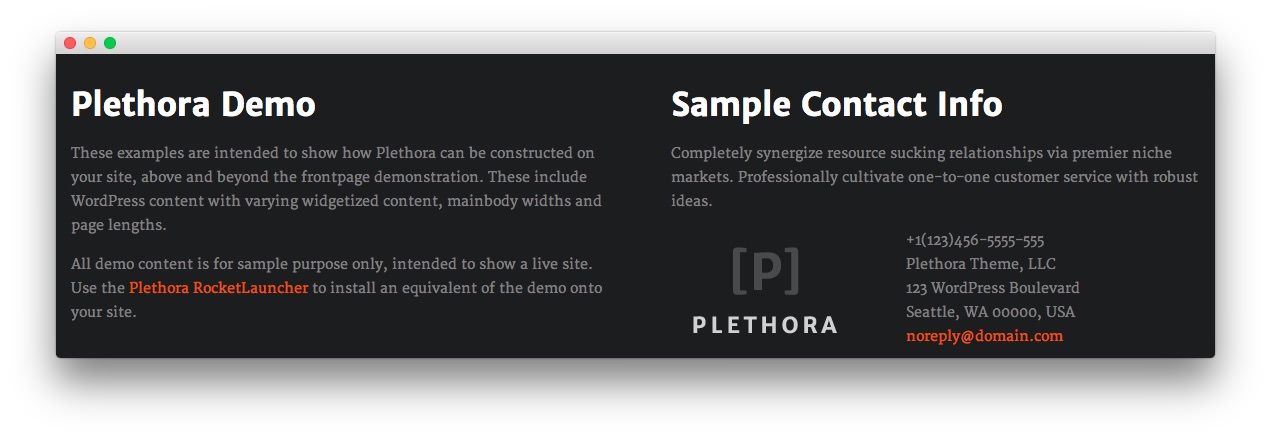 Plethora Demo
These examples are intended to show how Plethora can be constructed on
your site, above and beyond the frontpage demonstration. These include
WordPress content with varying widgetized content, mainbody widths and
page lengths.
All demo content is for sample purpose only, intended to show a live site.
Use the Plethora RocketLauncher to install an equivalent of the demo onto
your site.
Sample Contact Info
Completely synergize resource sucking relationships via premier niche
markets. Professionally cultivate one-to-one customer service with robust
ideas.
[P]
PLETHORA
+1(123)456-5555-555
Plethora Theme, LLC
123 WordPress Boulevard
Seattle, WA 00000, USA
noreply@domain.com